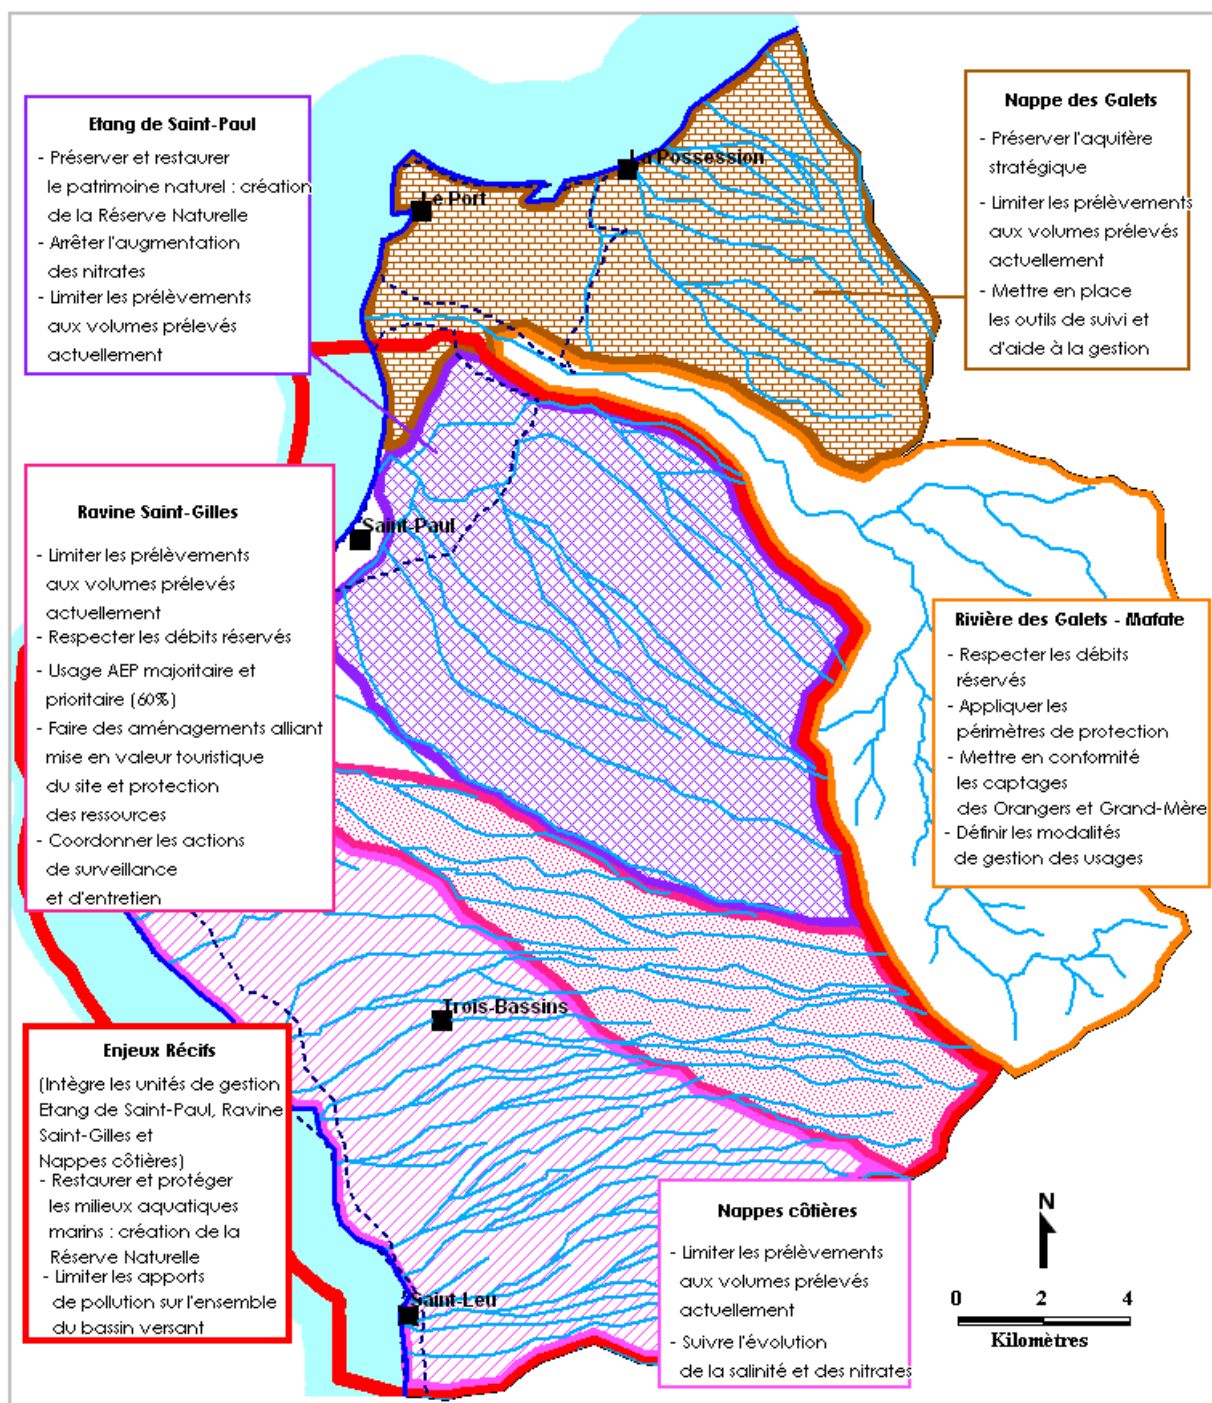 Etang de Saint-Paul
- Préserver et restaurer
le patrimoine naturel : création
de la Réserve Naturelle
- Arrêter l'augmentation
des nitrates
- Limiter les prélèvements
aux volumes prélevés
actuellement
Nappe des Galets
- Préserver l'aquifère
stratégique
- Limiter les prélèvements
aux volumes prélevés
actuellement
- Mettre en place
les outils de suivi et
d'aide à la gestion
La Possession
Le Port
Ravine Saint-Gilles
- Limiter les prélèvements
aux volumes prélevés
actuellement
- Respecter les débits réservés
- Usage AEP majoritaire et
prioritaire (60%)
- Faire des aménagements alliant
mise en valeur touristique
du site et protection
des ressources
- Coordonner les actions
de surveillance
et d'entretien
Saint-Paul
Rivière des Galets - Mafate
- Respecter les débits
réservés
- Appliquer les
périmètres de protection
- Mettre en conformité
les captages
des Orangers et Grand-Mère
- Définir les modalités
de gestion des usages
Trois-Bassins
Enjeux Récifs
(Intègre les unités de gestion
Etang de Saint-Paul, Ravine
Saint-Gilles et
Nappes côtières)
- Restaurer et protéger
les milieux aquatiques
marins : création de la
Réserve Naturelle
- Limiter les apports
de pollution sur l'ensemble
du bassin versant
Saint-Leu
Nappes côtières
- Limiter les prélèvements
aux volumes prélevés
actuellement
- Suivre l'évolution
de la salinité et des nitrates
N
0 2 4
Kilomètres